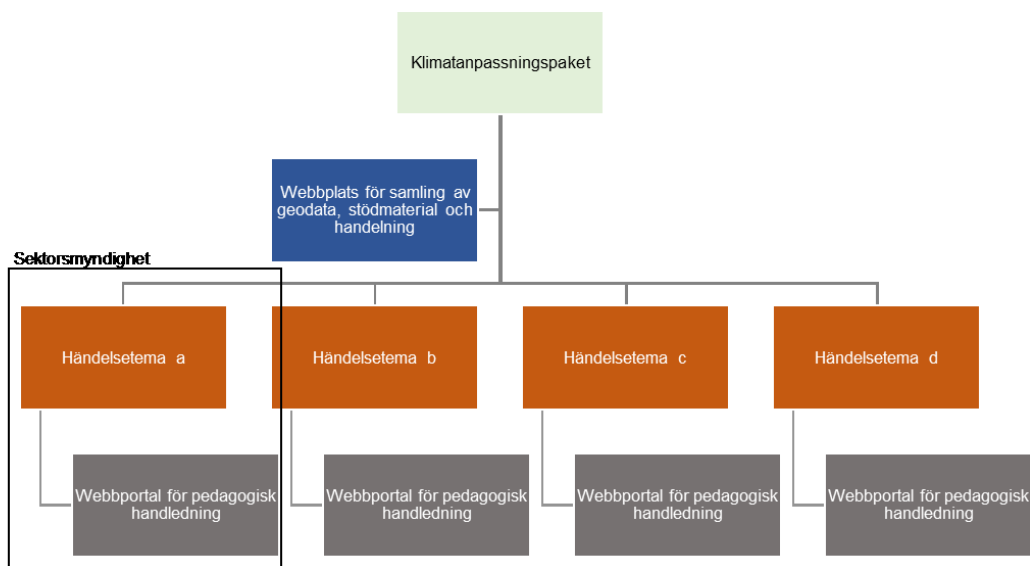 Klimatanpassningspaket
Webbplats för samling av
geodata, stödmaterial och
handelning
Sektorsmyndighet
Händelsetema a
Händelsetema b
Händelsetema c
Händelsetema d
Webbportal för pedagogisk
handledning
Webbportal för pedagogisk
handledning
Webbportal för pedagogisk
handledning
Webbportal för pedagogisk
handledning